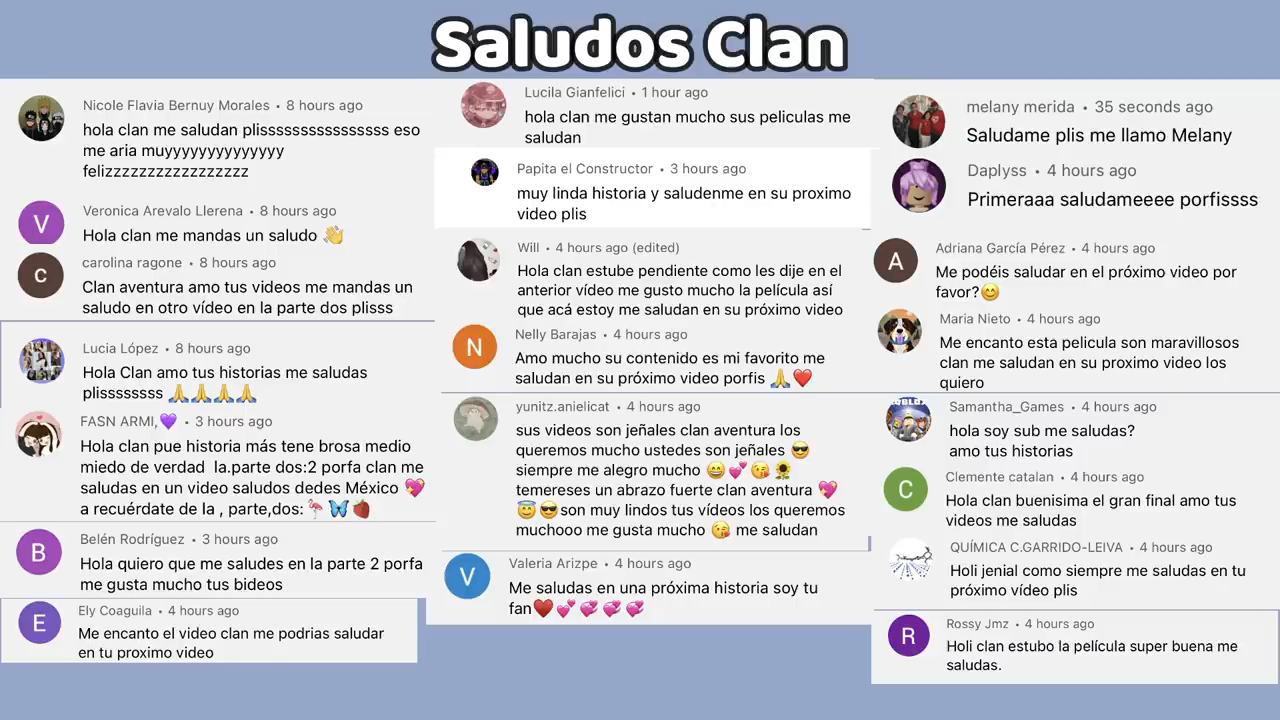 Saludos Clan
Nicole Flavia Bernuy Morales • 8 hours ago
hola clan me saludan plissssssssssssssss eso
me aria muyyyyyyyyyyyyyy
felizzzzzzzzzzzzzzzzz
Veronica Arevalo Llerena • 8 hours ago
V
Hola clan me mandas un saludo 👋
carolina ragone • 8 hours ago
c
Clan aventura amo tus videos me mandas un
saludo en otro vídeo en la parte dos plisss
Lucia López • 8 hours ago
Hola Clan amo tus historias me saludas
plissssssss 🙏🙏🙏🙏
FASN ARMI,💜 • 3 hours ago
Hola clan pue historia más tene brosa medio
miedo de verdad la.parte dos:2 porfa clan me
saludas en un video saludos dedes México 💖
a recuérdate de la , parte,dos: 🦩🦋🍓
Belén Rodríguez • 3 hours ago
B
Hola quiero que me saludes en la parte 2 porfa
me gusta mucho tus bideos
Ely Coaguila • 4 hours ago
E
Me encanto el video clan me podrias saludar
en tu proximo video
Lucila Gianfelici • 1 hour ago
hola clan me gustan mucho sus peliculas me
saludan
Papita el Constructor • 3 hours ago
muy linda historia y saludenme en su proximo
video plis
Will • 4 hours ago (edited)
Hola clan estube pendiente como les dije en el
anterior vídeo me gusto mucho la película así
que acá estoy me saludan en su próximo video
Nelly Barajas • 4 hours ago
N
Amo mucho su contenido es mi favorito me
saludan en su próximo video porfis 🙏❤️
yunitz.anielicat • 4 hours ago
sus videos son jeñales clan aventura los
queremos mucho ustedes son jeñales 😎
siempre me alegro mucho 😁💕😘🌻
temereses un abrazo fuerte clan aventura 💖
😇😎son muy lindos tus vídeos los queremos
muchooo me gusta mucho 😘 me saludan
Valeria Arizpe • 4 hours ago
V
Me saludas en una próxima historia soy tu
fan❤️💕💞💞💞
melany merida • 35 seconds ago
Saludame plis me llamo Melany
Daplyss • 4 hours ago
Primeraaa saludameeee porfissss
Adriana García Pérez • 4 hours ago
A
Me podéis saludar en el próximo video por
favor?😊
Maria Nieto • 4 hours ago
Me encanto esta pelicula son maravillosos
clan me saludan en su proximo video los
quiero
Samantha_Games • 4 hours ago
hola soy sub me saludas?
amo tus historias
Clemente catalan • 4 hours ago
C
Hola clan buenisima el gran final amo tus
videos me saludas
QUÍMICA C.GARRIDO-LEIVA • 4 hours ago
Holi jenial como siempre me saludas en tu
próximo vídeo plis
Rossy Jmz • 4 hours ago
R
Holi clan estubo la película super buena me
saludas.